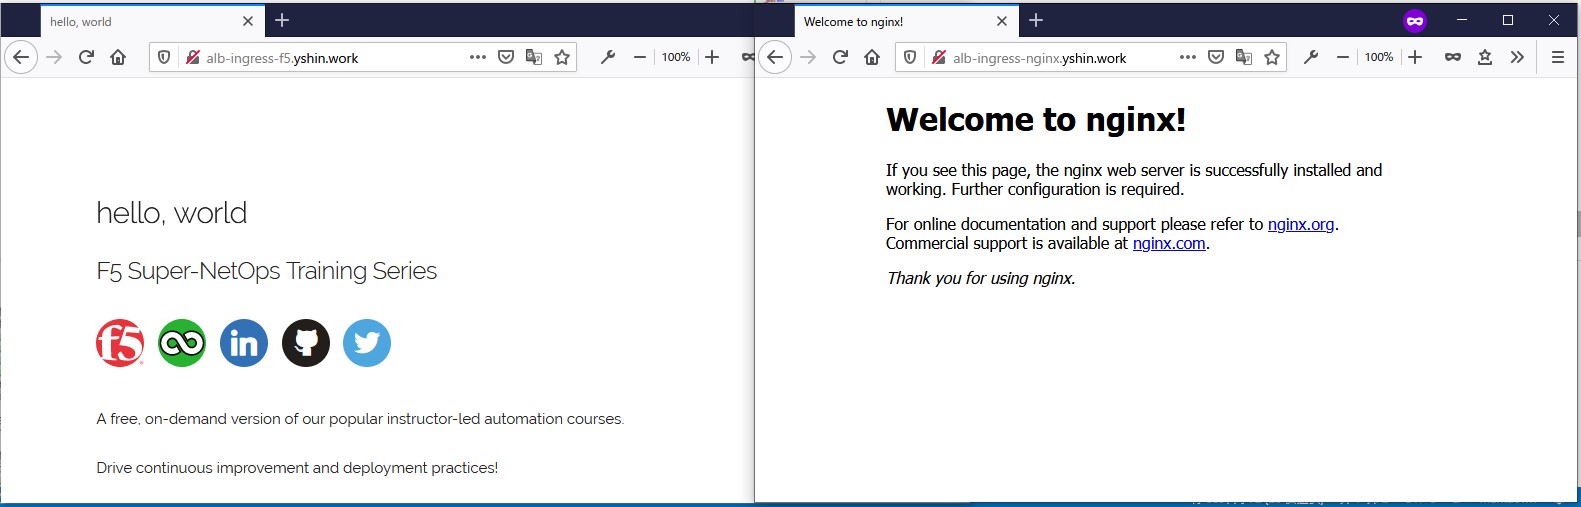 hello, world
alb-ingress-f5.yshin.work
100%
hello, world
F5 Super-NetOps Training Series
f5
in
A free, on-demand version of our popular instructor-led automation courses.
Drive continuous improvement and deployment practices!
Welcome to nginx!
alb-ingress-nginx.yshin.work
100%
Welcome to nginx!
If you see this page, the nginx web server is successfully installed and
working. Further configuration is required.
For online documentation and support please refer to nginx.org.
Commercial support is available at nginx.com.
Thank you for using nginx.